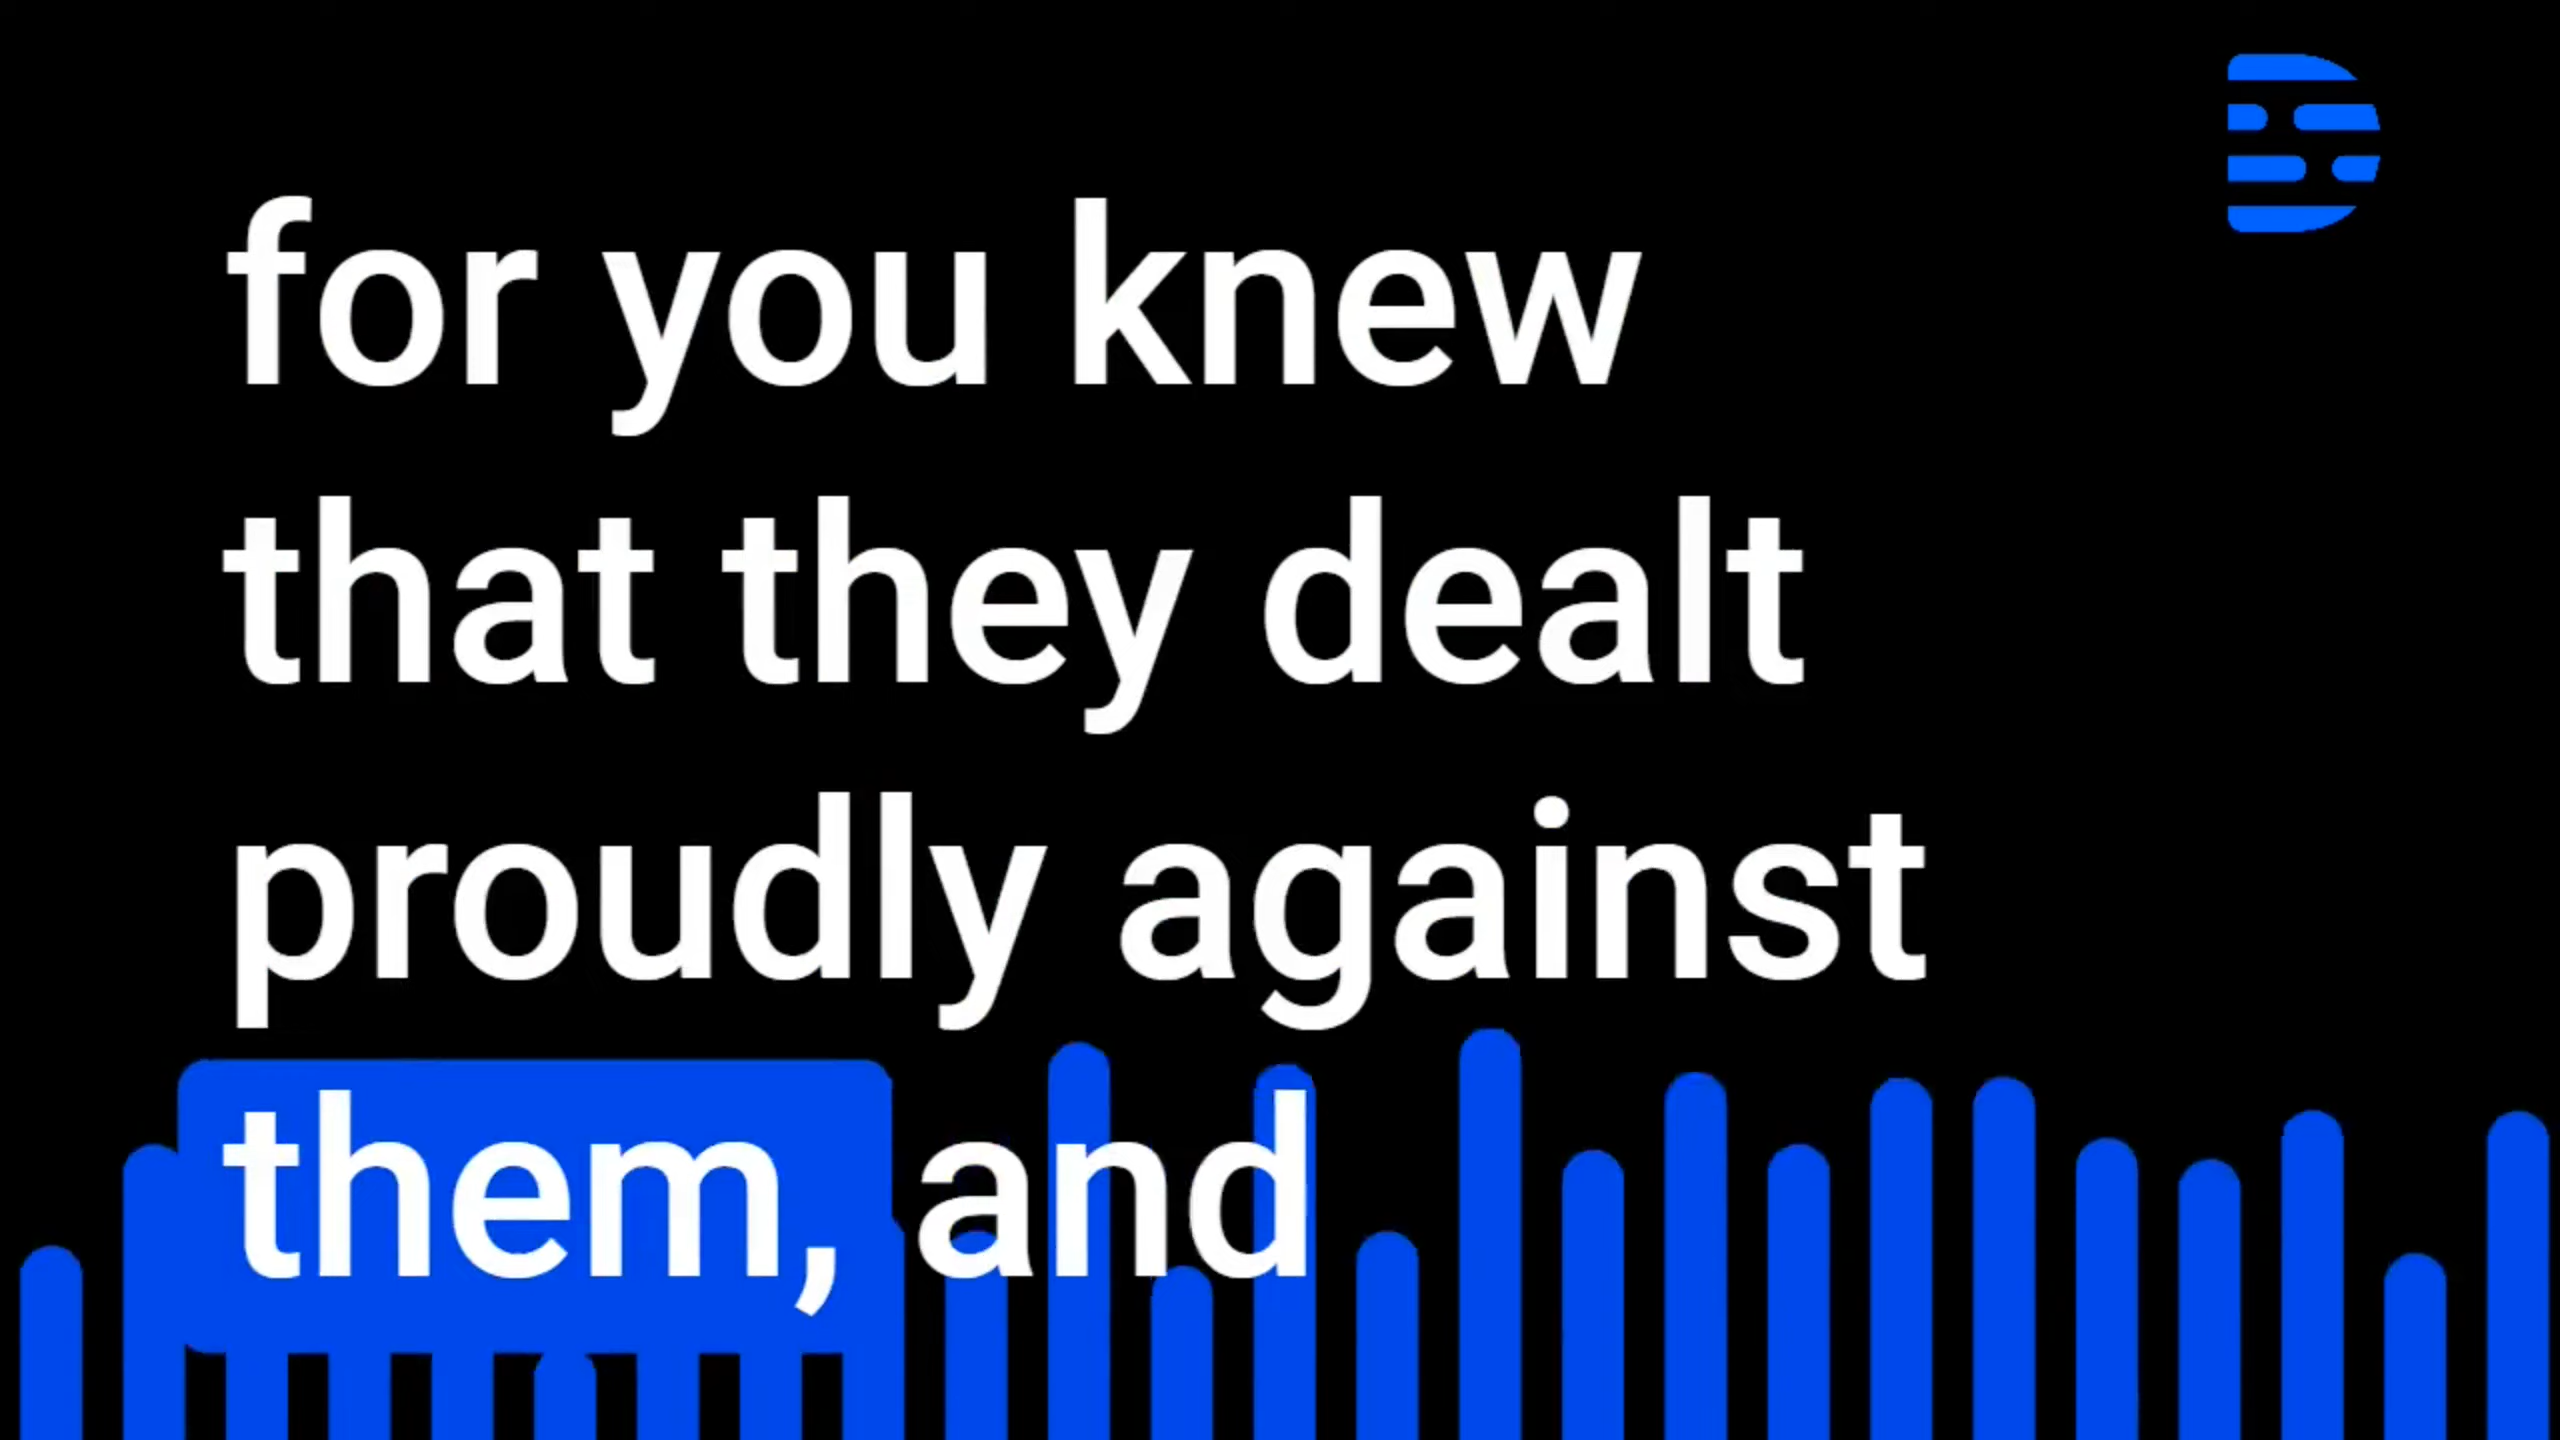 for you knew
that they dealt
proudly against
them, and